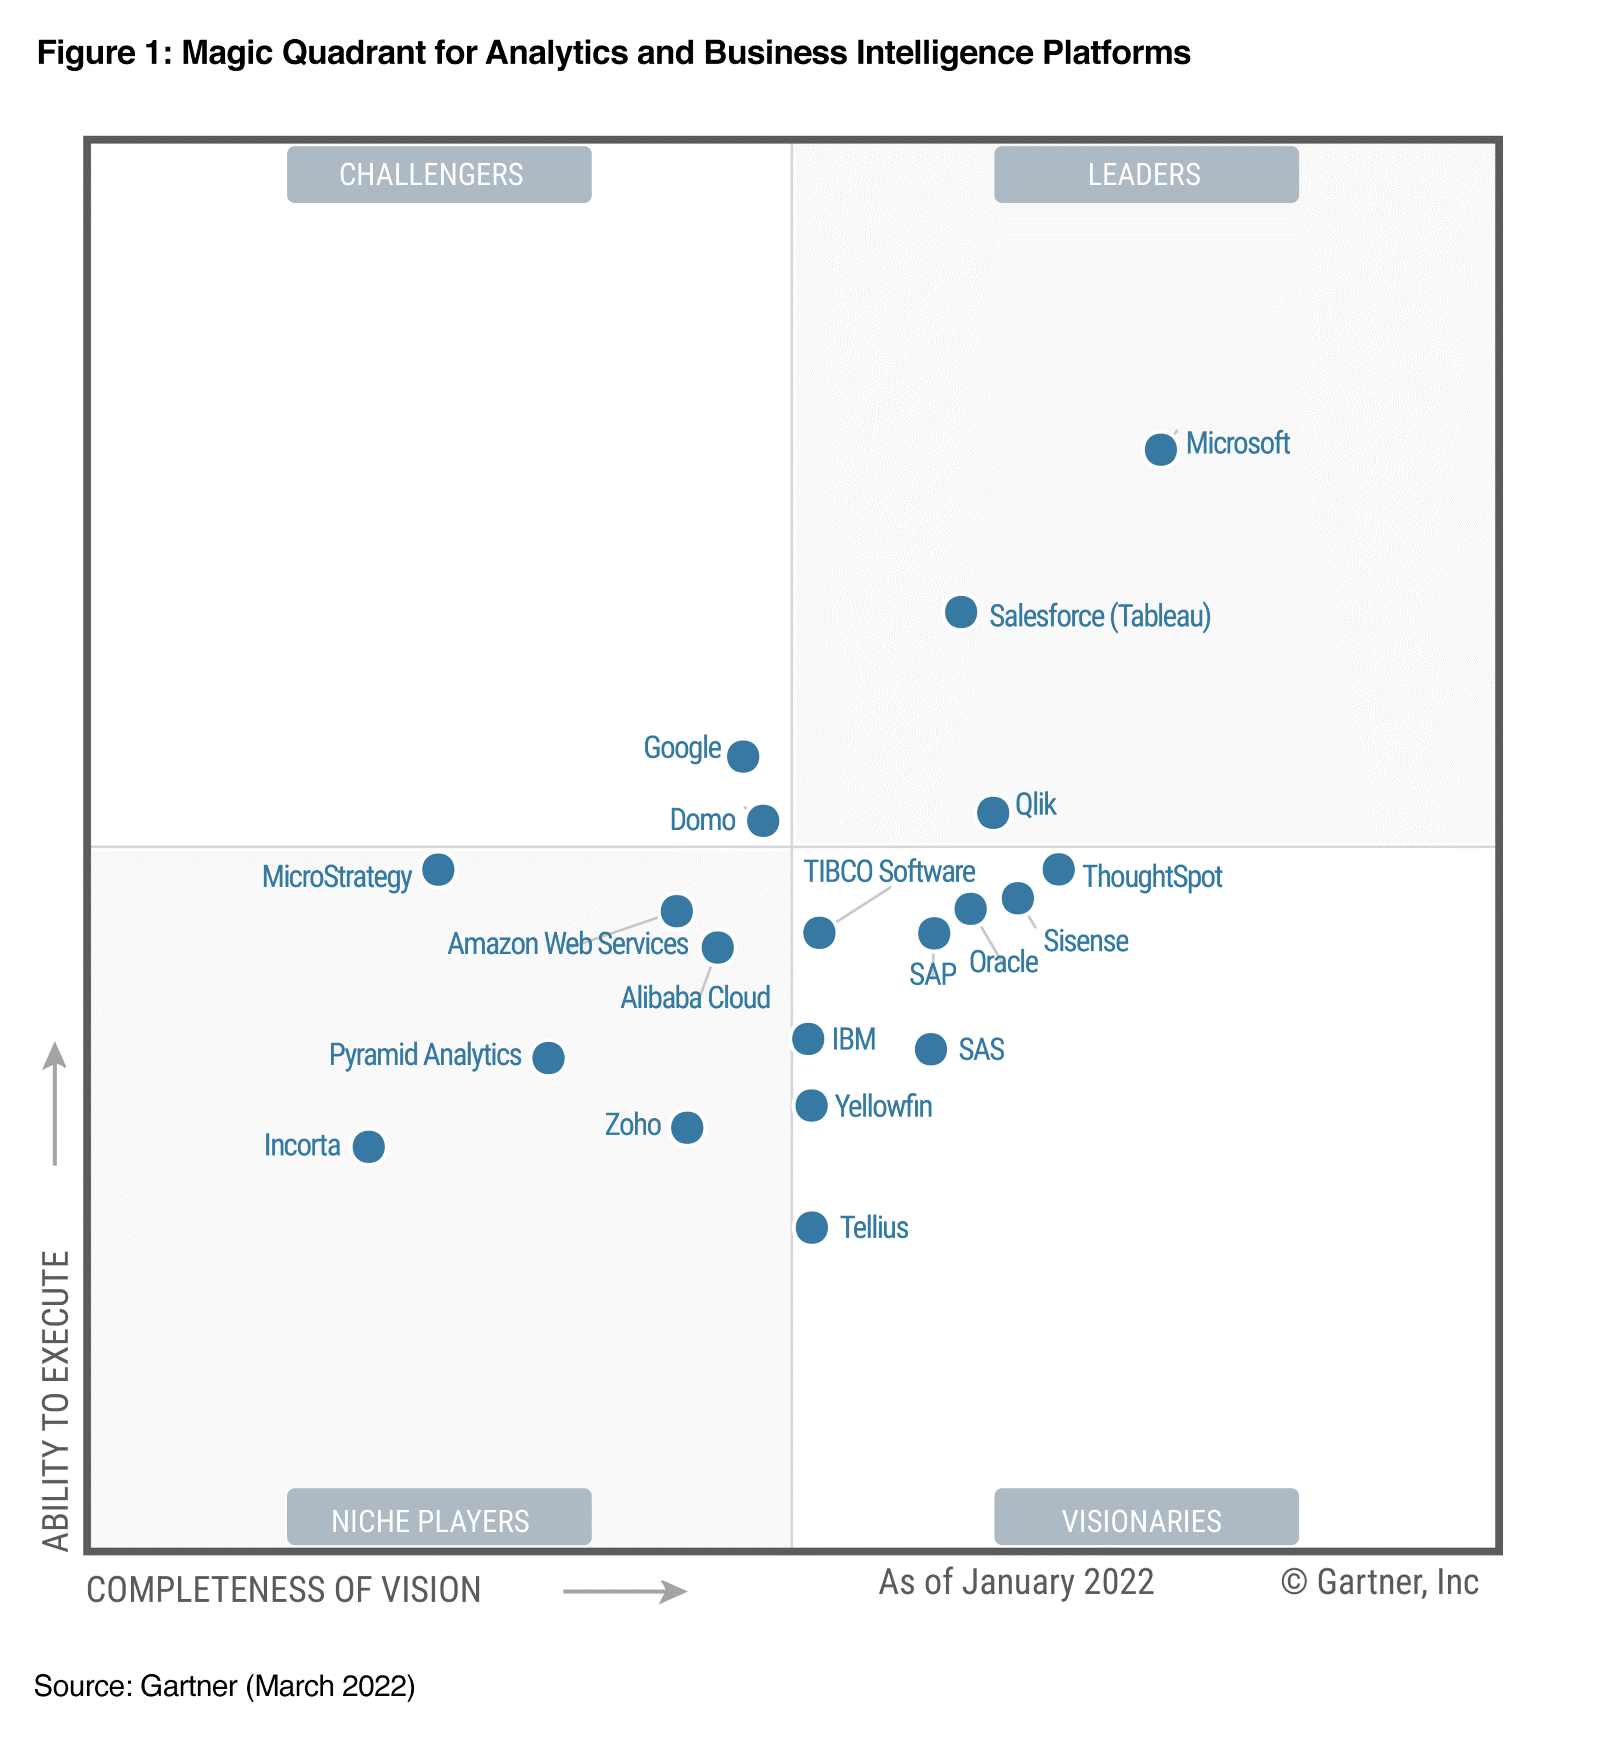 Figure 1: Magic Quadrant for Analytics and Business Intelligence Platforms
CHALLENGERS
LEADERS
Microsoft
Salesforce (Tableau)
Google
Qlik
Domo
TIBCO Software
MicroStrategy
ThoughtSpot
Amazon Web Services
Sisense
Oracle
SAP
Alibaba Cloud
IBM
SAS
Pyramid Analytics
Yellowfin
Zoho
Incorta
Tellius
ABILITY TO EXECUTE
NICHE PLAYERS
VISIONARIES
COMPLETENESS OF VISION
As of January 2022
© Gartner, Inc
Source: Gartner (March 2022)